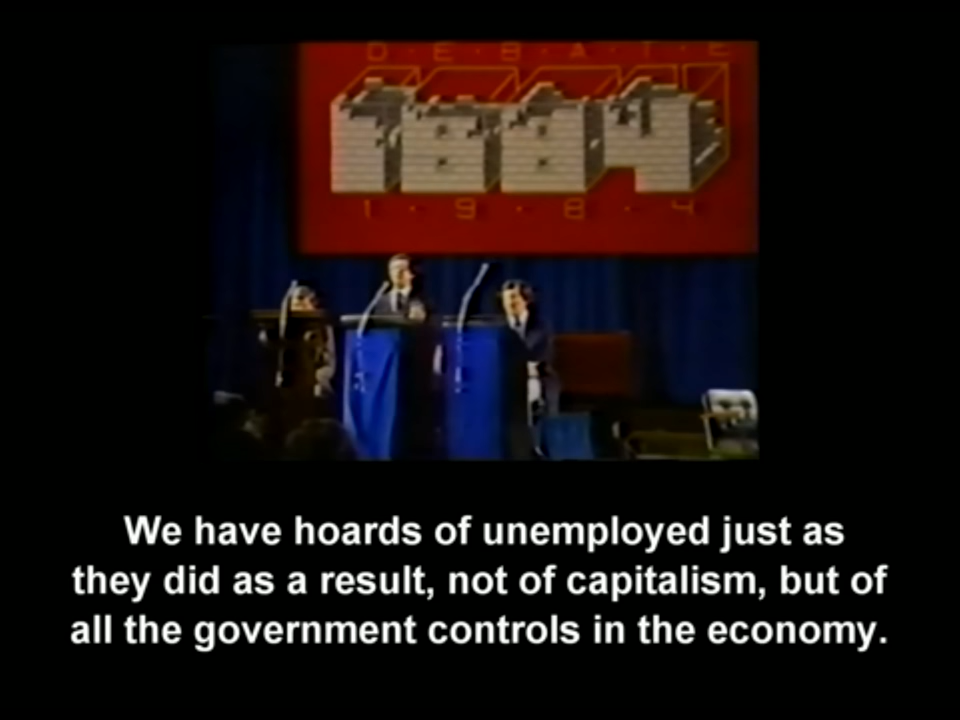 D·E·B·A·T·E
1984
1·9·8·4
We have hoards of unemployed just as
they did as a result, not of capitalism, but of
all the government controls in the economy.